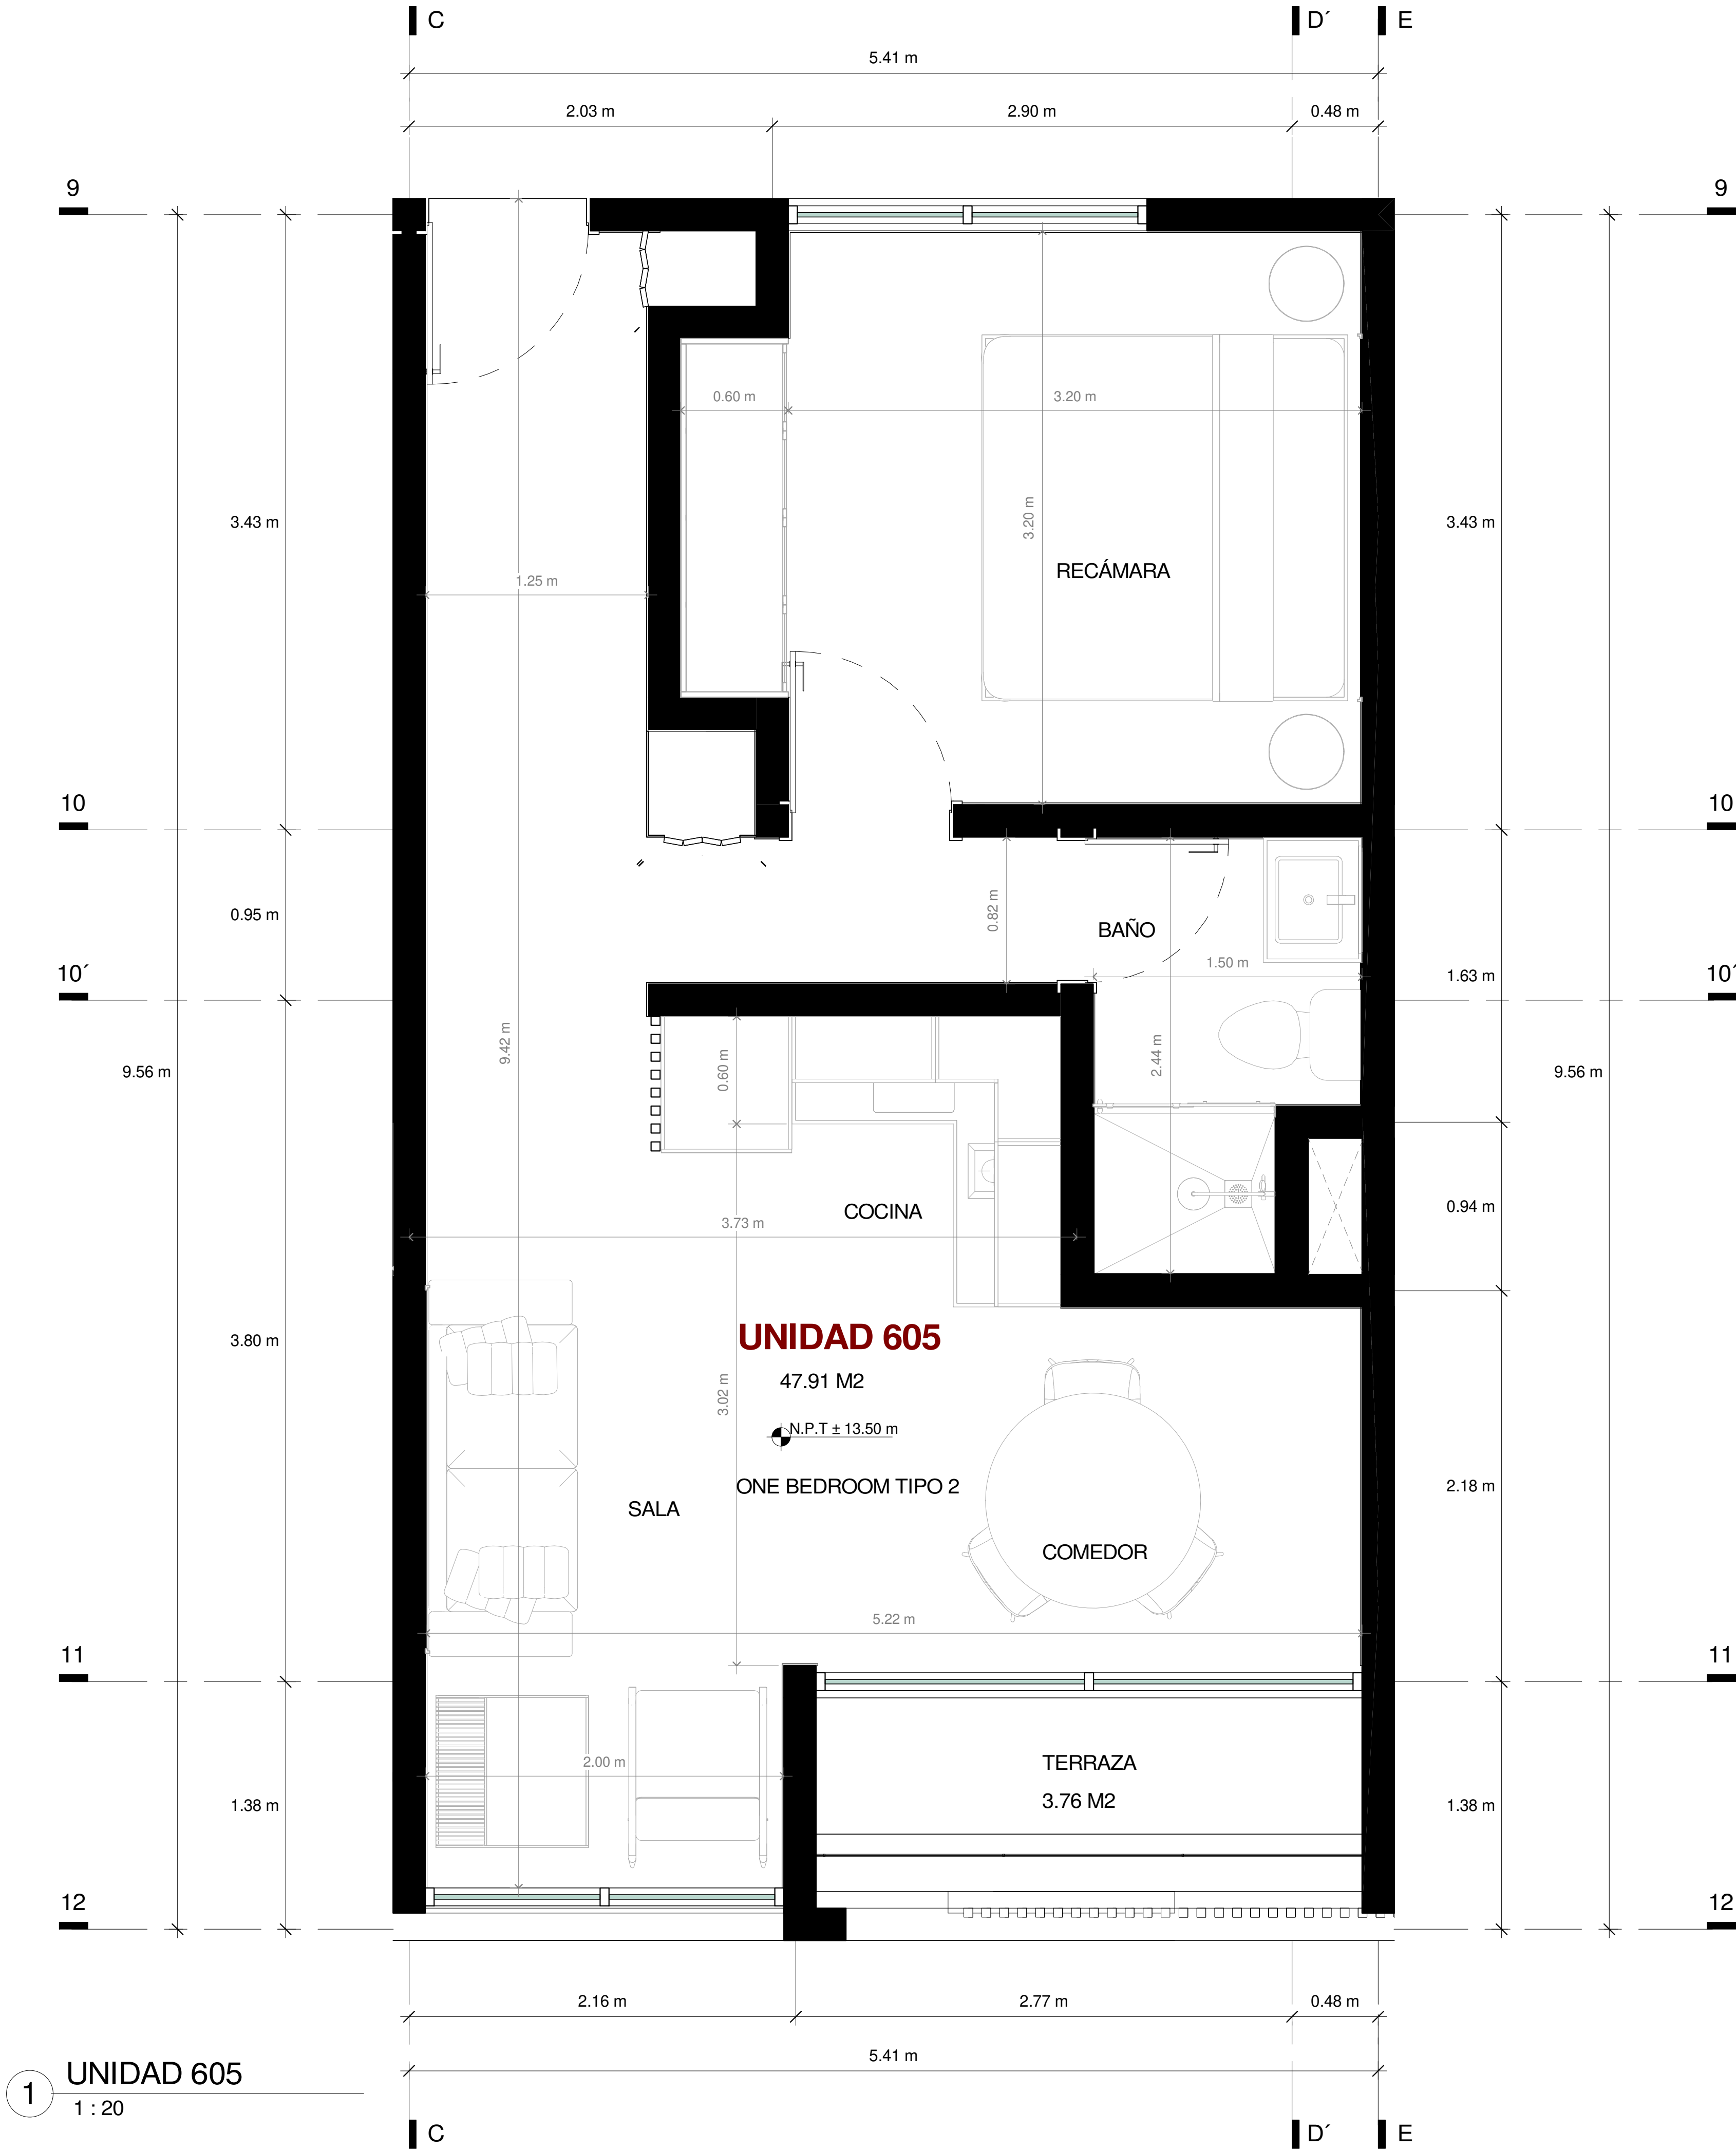 C D´ E
5.41 m
2.03 m 2.90 m 0.48 m
9 9
0.60 m 3.20 m
3.20 m
3.43 m 3.43 m
RECÁMARA
1.25 m
10 10
0.95 m 0.82 m
BAÑO
1.50 m
10´ 1.63 m 10´
9.42 m
2.44 m
0.60 m
9.56 m 9.56 m
COCINA 0.94 m
3.73 m
UNIDAD 605
3.80 m
47.91 M2
3.02 m
N.P.T ± 13.50 m
ONE BEDROOM TIPO 2 2.18 m
SALA
COMEDOR
5.22 m
11 11
TERRAZA
2.00 m
3.76 M2
1.38 m 1.38 m
12 12
2.16 m 2.77 m 0.48 m
5.41 m
1 UNIDAD 605
1 : 20
C D´ E